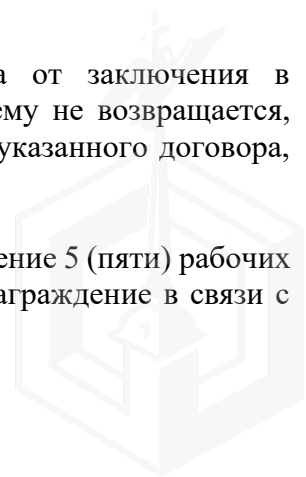 а от заключения в
ему не возвращается,
указанного договора,
ение 5 (пяти) рабочих
аграждение в связи с